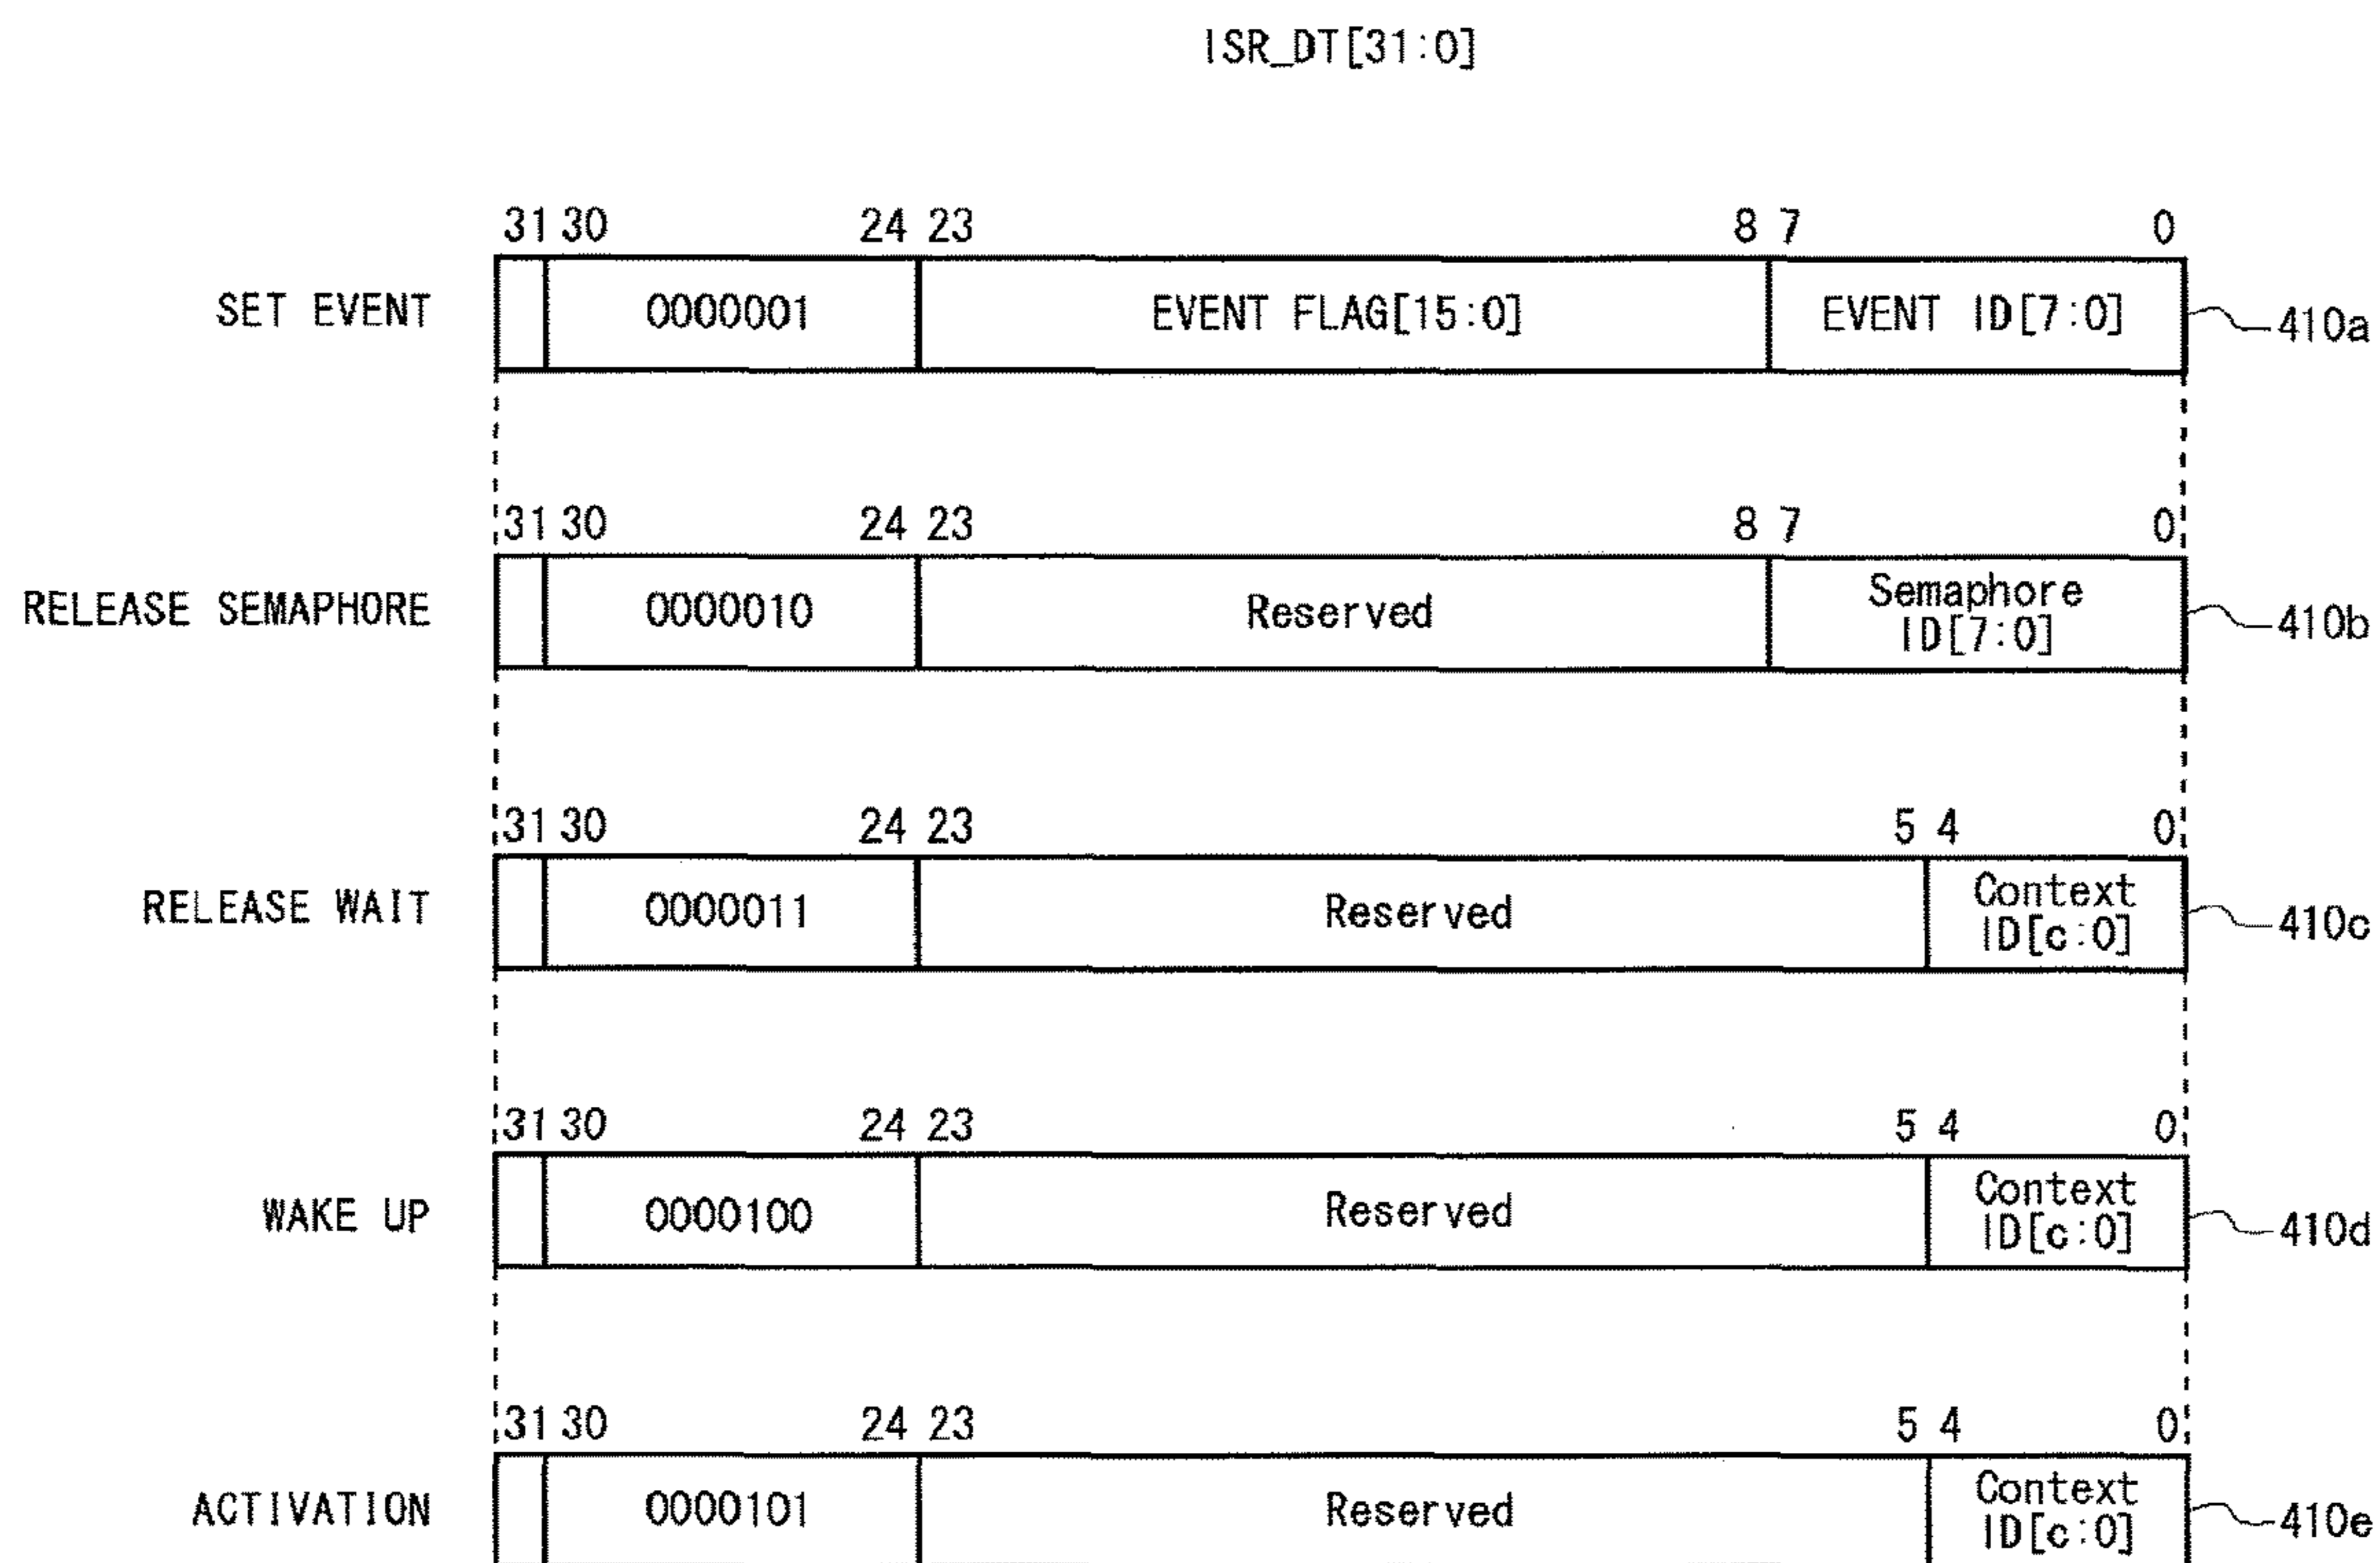 ISR_DT[31:0]
31 30 24 23 8 7 0
SET EVENT 0000001 EVENT FLAG[15:0] EVENT ID[7:0] 410a
31 30 24 23 8 7 0
RELEASE SEMAPHORE 0000010 Reserved Semaphore
ID[7:0] 410b
31 30 24 23 5 4 0
RELEASE WAIT 0000011 Reserved Context
ID[c:0] 410c
31 30 24 23 5 4 0
WAKE UP 0000100 Reserved Context
ID[c:0] 410d
31 30 24 23 5 4 0
ACTIVATION 0000101 Reserved Context
ID[c:0] 410e